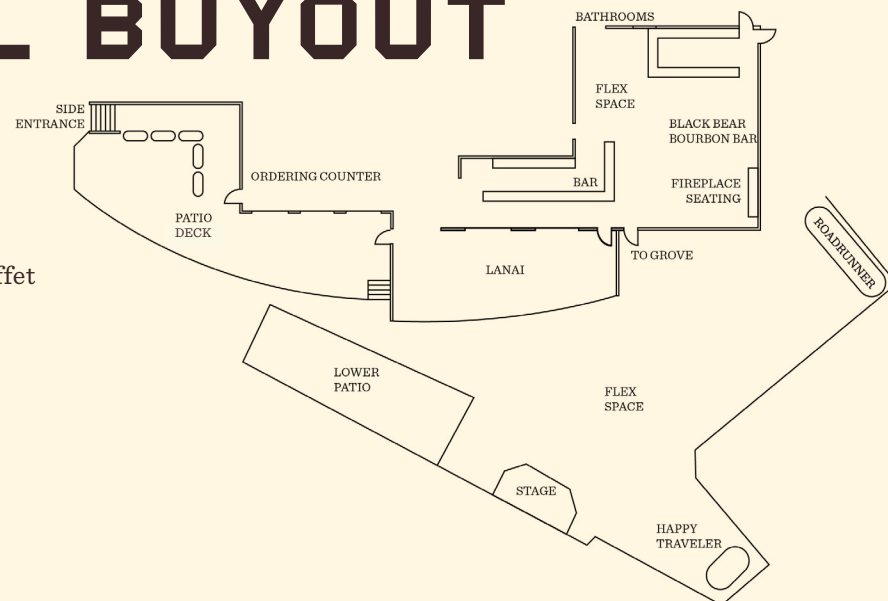 L BUYOUT
BATHROOMS
FLEX
SPACE
SIDE
ENTRANCE
BLACK BEAR
BOURBON BAR
ORDERING COUNTER
BAR
FIREPLACE
SEATING
PATIO
DECK
TO GROVE
ROADRUNNER
LANAI
ffet
LOWER
PATIO
FLEX
SPACE
STAGE
HAPPY
TRAVELER